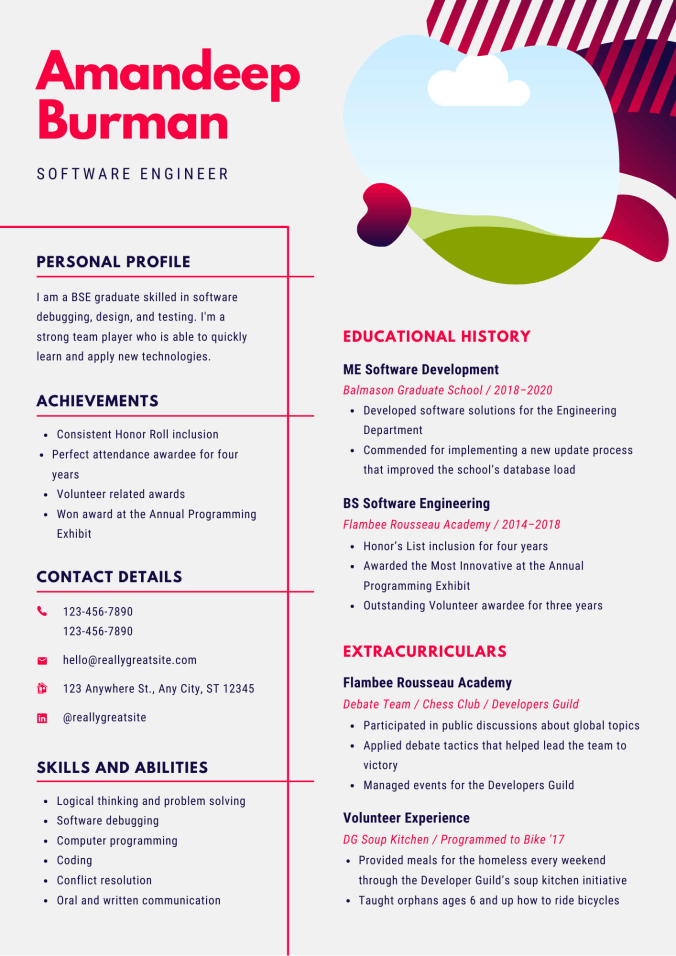 Amandeep
Burman
SOFTWARE ENGINEER
PERSONAL PROFILE
I am a BSE graduate skilled in software
debugging, design, and testing. I'm a
strong team player who is able to quickly
learn and apply new technologies.
ACHIEVEMENTS
• Consistent Honor Roll inclusion
• Perfect attendance awardee for four
years
• Volunteer related awards
• Won award at the Annual Programming
Exhibit
CONTACT DETAILS
123-456-7890
123-456-7890
hello@reallygreatsite.com
123 Anywhere St., Any City, ST 12345
@reallygreatsite
SKILLS AND ABILITIES
• Logical thinking and problem solving
• Software debugging
• Computer programming
• Coding
• Conflict resolution
• Oral and written communication
EDUCATIONAL HISTORY
ME Software Development
Balmason Graduate School / 2018–2020
• Developed software solutions for the Engineering
Department
• Commended for implementing a new update process
that improved the school's database load
BS Software Engineering
Flambee Rousseau Academy / 2014–2018
• Honor's List inclusion for four years
• Awarded the Most Innovative at the Annual
Programming Exhibit
• Outstanding Volunteer awardee for three years
EXTRACURRICULARS
Flambee Rousseau Academy
Debate Team / Chess Club / Developers Guild
• Participated in public discussions about global topics
• Applied debate tactics that helped lead the team to
victory
• Managed events for the Developers Guild
Volunteer Experience
DG Soup Kitchen / Programmed to Bike '17
• Provided meals for the homeless every weekend
through the Developer Guild's soup kitchen initiative
• Taught orphans ages 6 and up how to ride bicycles